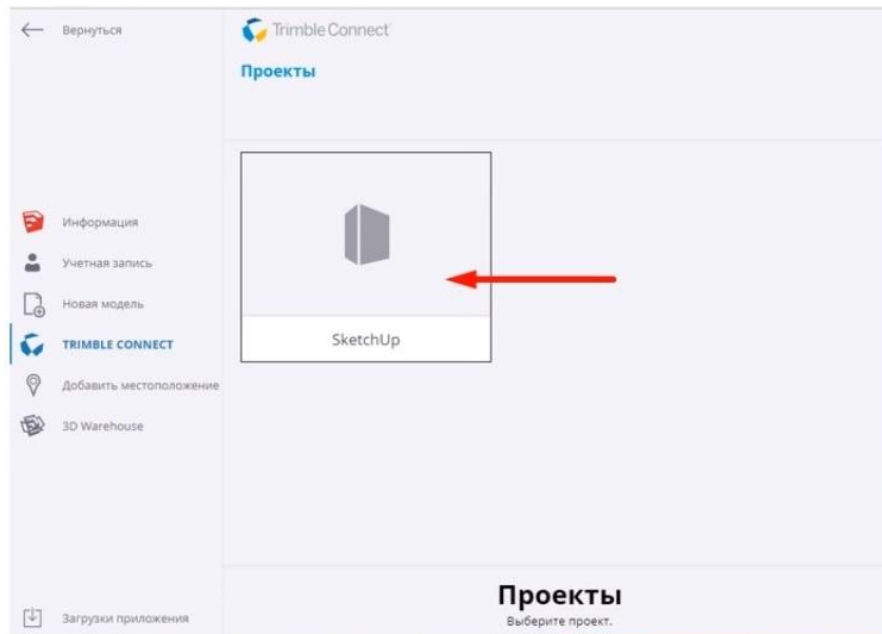 Вернуться
Trimble Connect
Проекты
Информация
Учетная запись
Новая модель
TRIMBLE CONNECT
Добавить местоположение
3D Warehouse
SketchUp
Проекты
Выберите проект.
Загрузки приложения